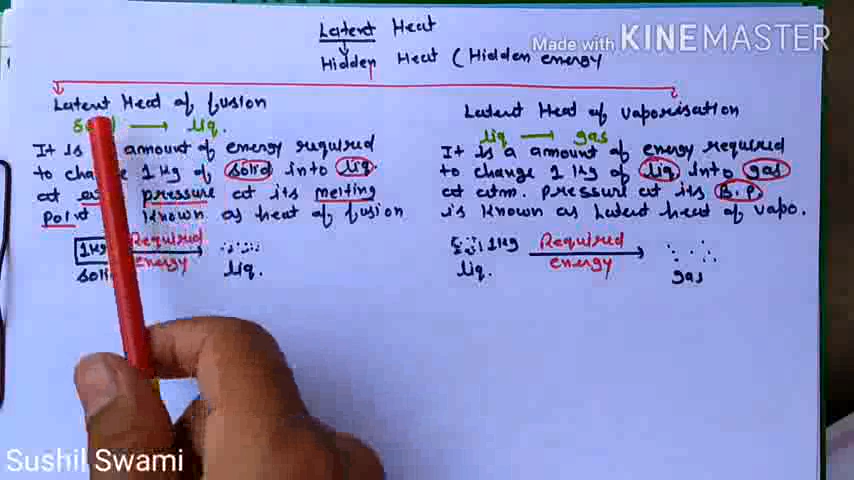 Latent Heat
Made with KINEMASTER
Hidden Heat ( Hidden energy
Latent Heat of fusion
→ liq.
It is amount of energy required
to change 1 Kg of solid into liq.
at pressure at its melting
point known as heat of fusion
1 Kg Required
energy
liq.
Latent Heat of vaporisation
liq → gas
It is a amount of energy required
to change 1 Kg of liq. into gas
at atm. pressure at its B.P.
is known as Latent heat of vapo.
1Kg Required
energy
liq.
gas
Sushil Swami